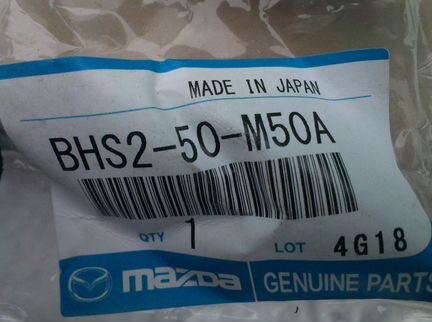 MADE IN JAPAN
BHS2-50-M50A
QTY 1 LOT 4G18
mazda GENUINE PARTS